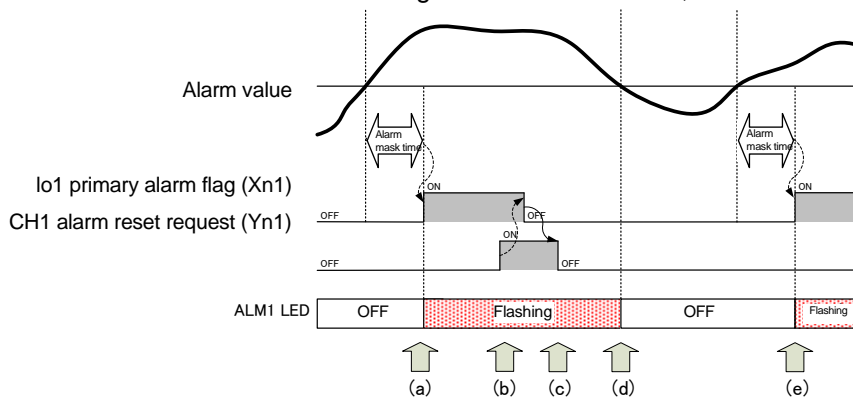 Alarm value
Alarm
mask time
Alarm
mask time
Io1 primary alarm flag (Xn1)
ON
ON
OFF
OFF
CH1 alarm reset request (Yn1)
ON
OFF
OFF
ALM1 LED
OFF
Flashing
OFF
Flashing
(a)
(b)
(c)
(d)
(e)